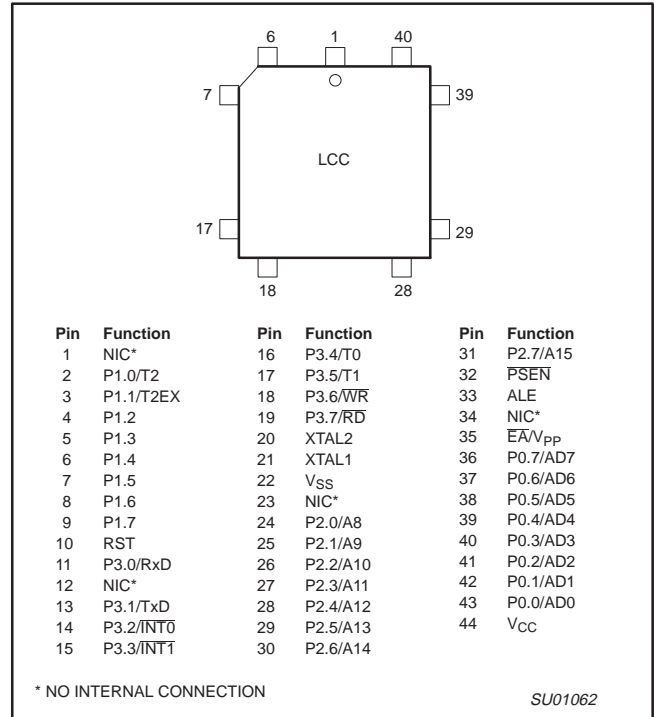 6 1 40
7 39
LCC
17 29
18 28
Pin Function Pin Function Pin Function
1 NIC* 16 P3.4/T0 31 P2.7/A15
2 P1.0/T2 17 P3.5/T1 32 P̅S̅E̅N̅
3 P1.1/T2EX 18 P3.6/W̅R̅ 33 ALE
4 P1.2 19 P3.7/R̅D̅ 34 NIC*
5 P1.3 20 XTAL2 35 E̅A̅/VPP
6 P1.4 21 XTAL1 36 P0.7/AD7
7 P1.5 22 VSS 37 P0.6/AD6
8 P1.6 23 NIC* 38 P0.5/AD5
9 P1.7 24 P2.0/A8 39 P0.4/AD4
10 RST 25 P2.1/A9 40 P0.3/AD3
11 P3.0/RxD 26 P2.2/A10 41 P0.2/AD2
12 NIC* 27 P2.3/A11 42 P0.1/AD1
13 P3.1/TxD 28 P2.4/A12 43 P0.0/AD0
14 P3.2/I̅N̅T̅0̅ 29 P2.5/A13 44 VCC
15 P3.3/I̅N̅T̅1̅ 30 P2.6/A14
* NO INTERNAL CONNECTION
SU01062